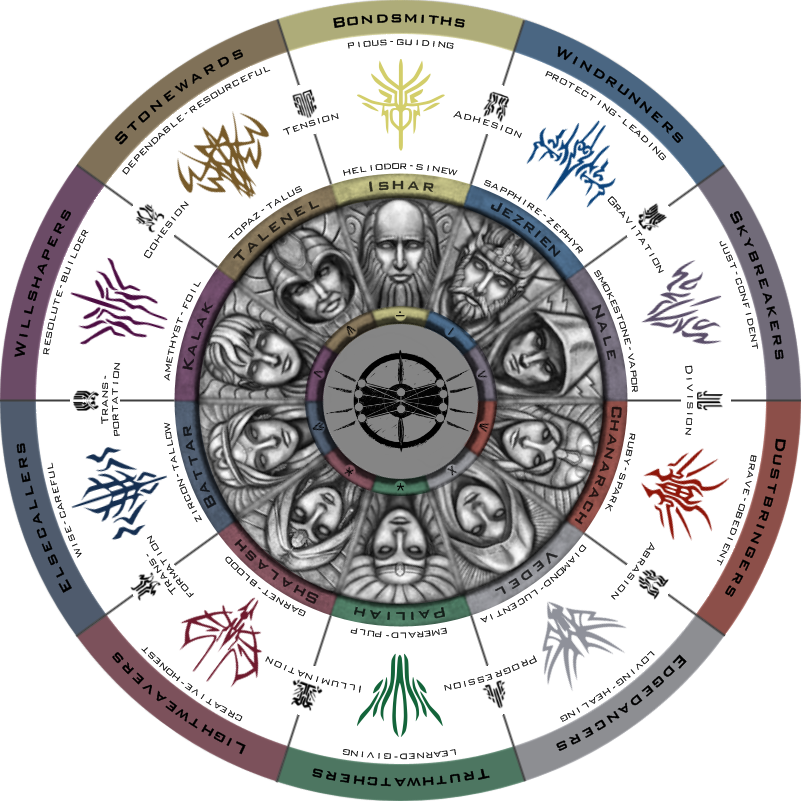 BONDSMITHS
PIOUS-GUIDING
HELIODOR-SINEW
ISHAR
ADHESION
WINDRUNNERS
PROTECTING-LEADING
SAPPHIRE-ZEPHYR
JEZRIEN
GRAVITATION
SKYBREAKERS
JUST-CONFIDENT
SMOKESTONE-VAPOR
NALE
DIVISION
DUSTBRINGERS
BRAVE-OBEDIENT
RUBY-SPARK
CHANARACH
ABRASION
EDGEDANCERS
LOVING-HEALING
DIAMOND-LUCENTIA
VEDEL
PROGRESSION
TRUTHWATCHERS
LEARNED-GIVING
EMERALD-PULP
PAILIAH
ILLUMINATION
LIGHTWEAVERS
CREATIVE-HONEST
GARNET-BLOOD
SHALASH
TRANS-
FORMATION
ELSECALLERS
WISE-CAREFUL
ZIRCON-TALLOW
BATTAR
TRANS-
PORTATION
WILLSHAPERS
RESOLUTE-BUILDER
AMETHYST-FOIL
KALAK
COHESION
STONEWARDS
DEPENDABLE-RESOURCEFUL
TOPAZ-TALUS
TALENEL
TENSION